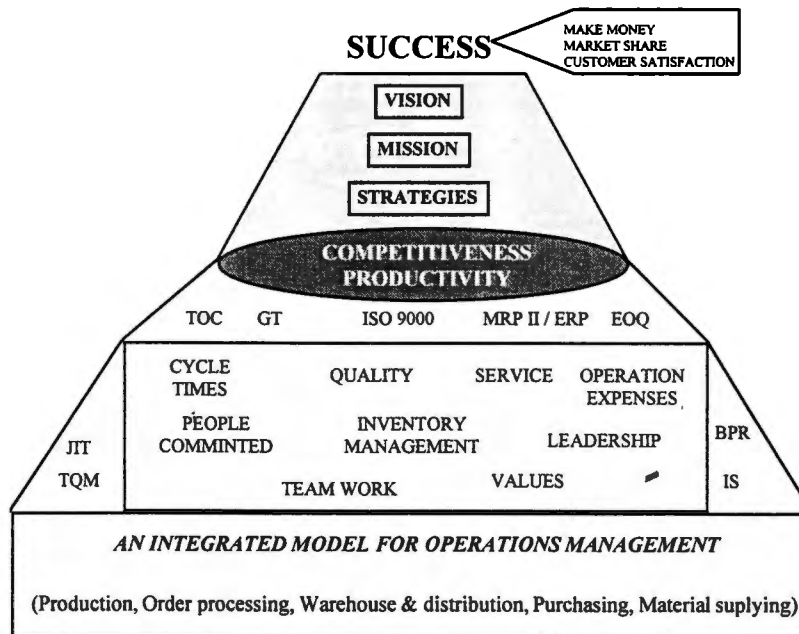 SUCCESS
MAKE MONEY
MARKET SHARE
CUSTOMER SATISFACTION
VISION
MISSION
STRATEGIES
COMPETITIVENESS
PRODUCTIVITY
TOC GT ISO 9000 MRP II / ERP EOQ
CYCLE
TIMES
QUALITY
SERVICE
OPERATION
EXPENSES
PEOPLE
COMMINTED
INVENTORY
MANAGEMENT
LEADERSHIP
TEAM WORK
VALUES
JIT
TQM
BPR
IS
AN INTEGRATED MODEL FOR OPERATIONS MANAGEMENT
(Production, Order processing, Warehouse & distribution, Purchasing, Material suplying)